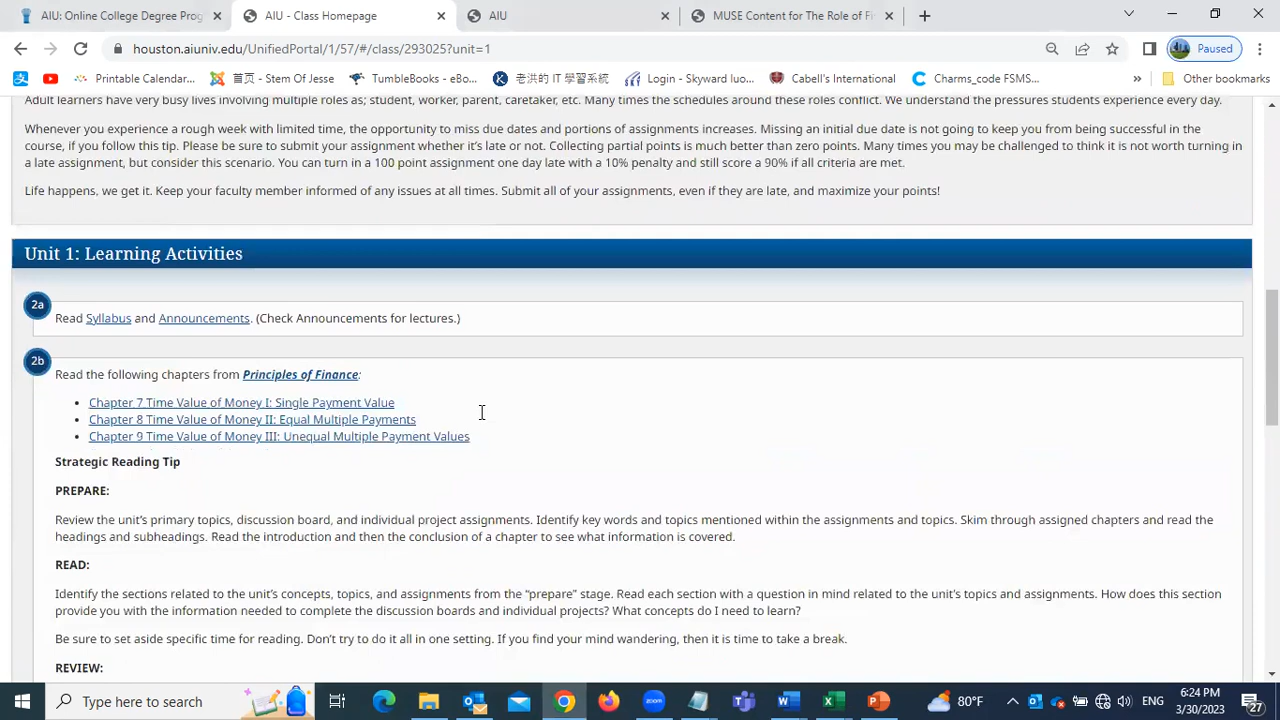 AIU: Online College Degree Prog
AIU - Class Homepage
AIU
MUSE Content for The Role of Fi
houston.aiuniv.edu/UnifiedPortal/1/57/#/class/293025?unit=1
Paused
Printable Calendar...
首页 - Stem Of Jesse
TumbleBooks - eBo...
老洪的 IT 學習系統
Login - Skyward luo...
Cabell's International
Charms_code FSMS...
»
Other bookmarks
Adult learners have very busy lives involving multiple roles as; student, worker, parent, caretaker, etc. Many times the schedules around these roles conflict. We understand the pressures students experience every day.
Whenever you experience a rough week with limited time, the opportunity to miss due dates and portions of assignments increases. Missing an initial due date is not going to keep you from being successful in the
course, if you follow this tip. Please be sure to submit your assignment whether it's late or not. Collecting partial points is much better than zero points. Many times you may be challenged to think it is not worth turning in
a late assignment, but consider this scenario. You can turn in a 100 point assignment one day late with a 10% penalty and still score a 90% if all criteria are met.
Life happens, we get it. Keep your faculty member informed of any issues at all times. Submit all of your assignments, even if they are late, and maximize your points!
Unit 1: Learning Activities
2a
Read Syllabus and Announcements. (Check Announcements for lectures.)
2b
Read the following chapters from Principles of Finance:
• Chapter 7 Time Value of Money I: Single Payment Value
• Chapter 8 Time Value of Money II: Equal Multiple Payments
• Chapter 9 Time Value of Money III: Unequal Multiple Payment Values
Strategic Reading Tip
PREPARE:
Review the unit's primary topics, discussion board, and individual project assignments. Identify key words and topics mentioned within the assignments and topics. Skim through assigned chapters and read the
headings and subheadings. Read the introduction and then the conclusion of a chapter to see what information is covered.
READ:
Identify the sections related to the unit's concepts, topics, and assignments from the "prepare" stage. Read each section with a question in mind related to the unit's topics and assignments. How does this section
provide you with the information needed to complete the discussion boards and individual projects? What concepts do I need to learn?
Be sure to set aside specific time for reading. Don't try to do it all in one setting. If you find your mind wandering, then it is time to take a break.
REVIEW:
Type here to search
80°F
ENG
6:24 PM
3/30/2023
27